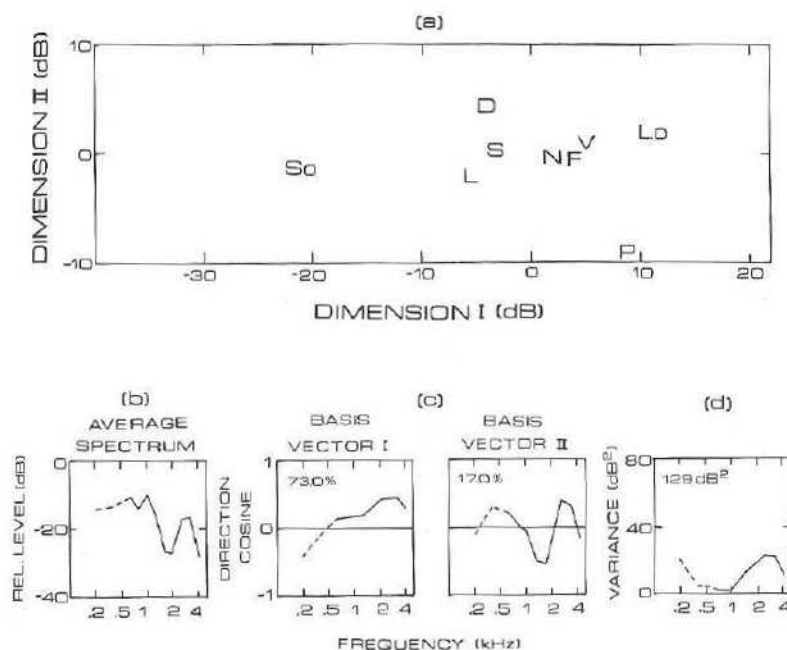 (a)
DIMENSION II (dB)
10
0
-10
D
S
So
L
N F V
Lo
P
-30 -20 -10 0 10 20
DIMENSION I (dB)
(b)
AVERAGE
SPECTRUM
REL. LEVEL (dB)
0
-20
-40
.2 .5 1 2 4
(c)
BASIS
VECTOR I
DIRECTION
COSINE
1
0
-1
73.0%
.2 .5 1 2 4
BASIS
VECTOR II
17.0%
.2 .5 1 2 4
(d)
VARIANCE (dB²)
80
40
0
129 dB²
.2 .5 1 2 4
FREQUENCY (kHz)